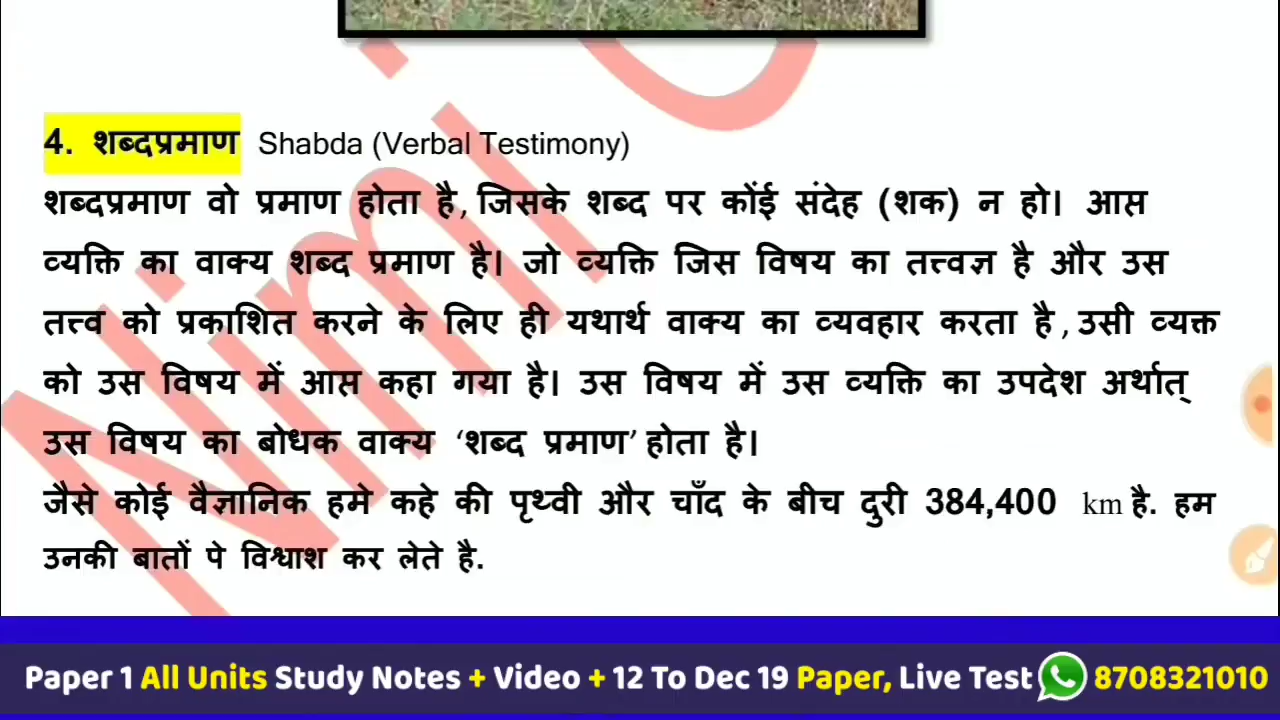 4. शब्दप्रमाण Shabda (Verbal Testimony)
शब्दप्रमाण वो प्रमाण होता है, जिसके शब्द पर कोंई संदेह (शक) न हो। आप्त
व्यक्ति का वाक्य शब्द प्रमाण है। जो व्यक्ति जिस विषय का तत्त्वज्ञ है और उस
तत्त्व को प्रकाशित करने के लिए ही यथार्थ वाक्य का व्यवहार करता है, उसी व्यक्त
को उस विषय में आप्त कहा गया है। उस विषय में उस व्यक्ति का उपदेश अर्थात्
उस विषय का बोधक वाक्य ‘शब्द प्रमाण’ होता है।
जैसे कोई वैज्ञानिक हमे कहे की पृथ्वी और चाँद के बीच दुरी 384,400 km है. हम
उनकी बातों पे विश्वाश कर लेते है.
Paper 1 All Units Study Notes + Video + 12 To Dec 19 Paper, Live Test 8708321010